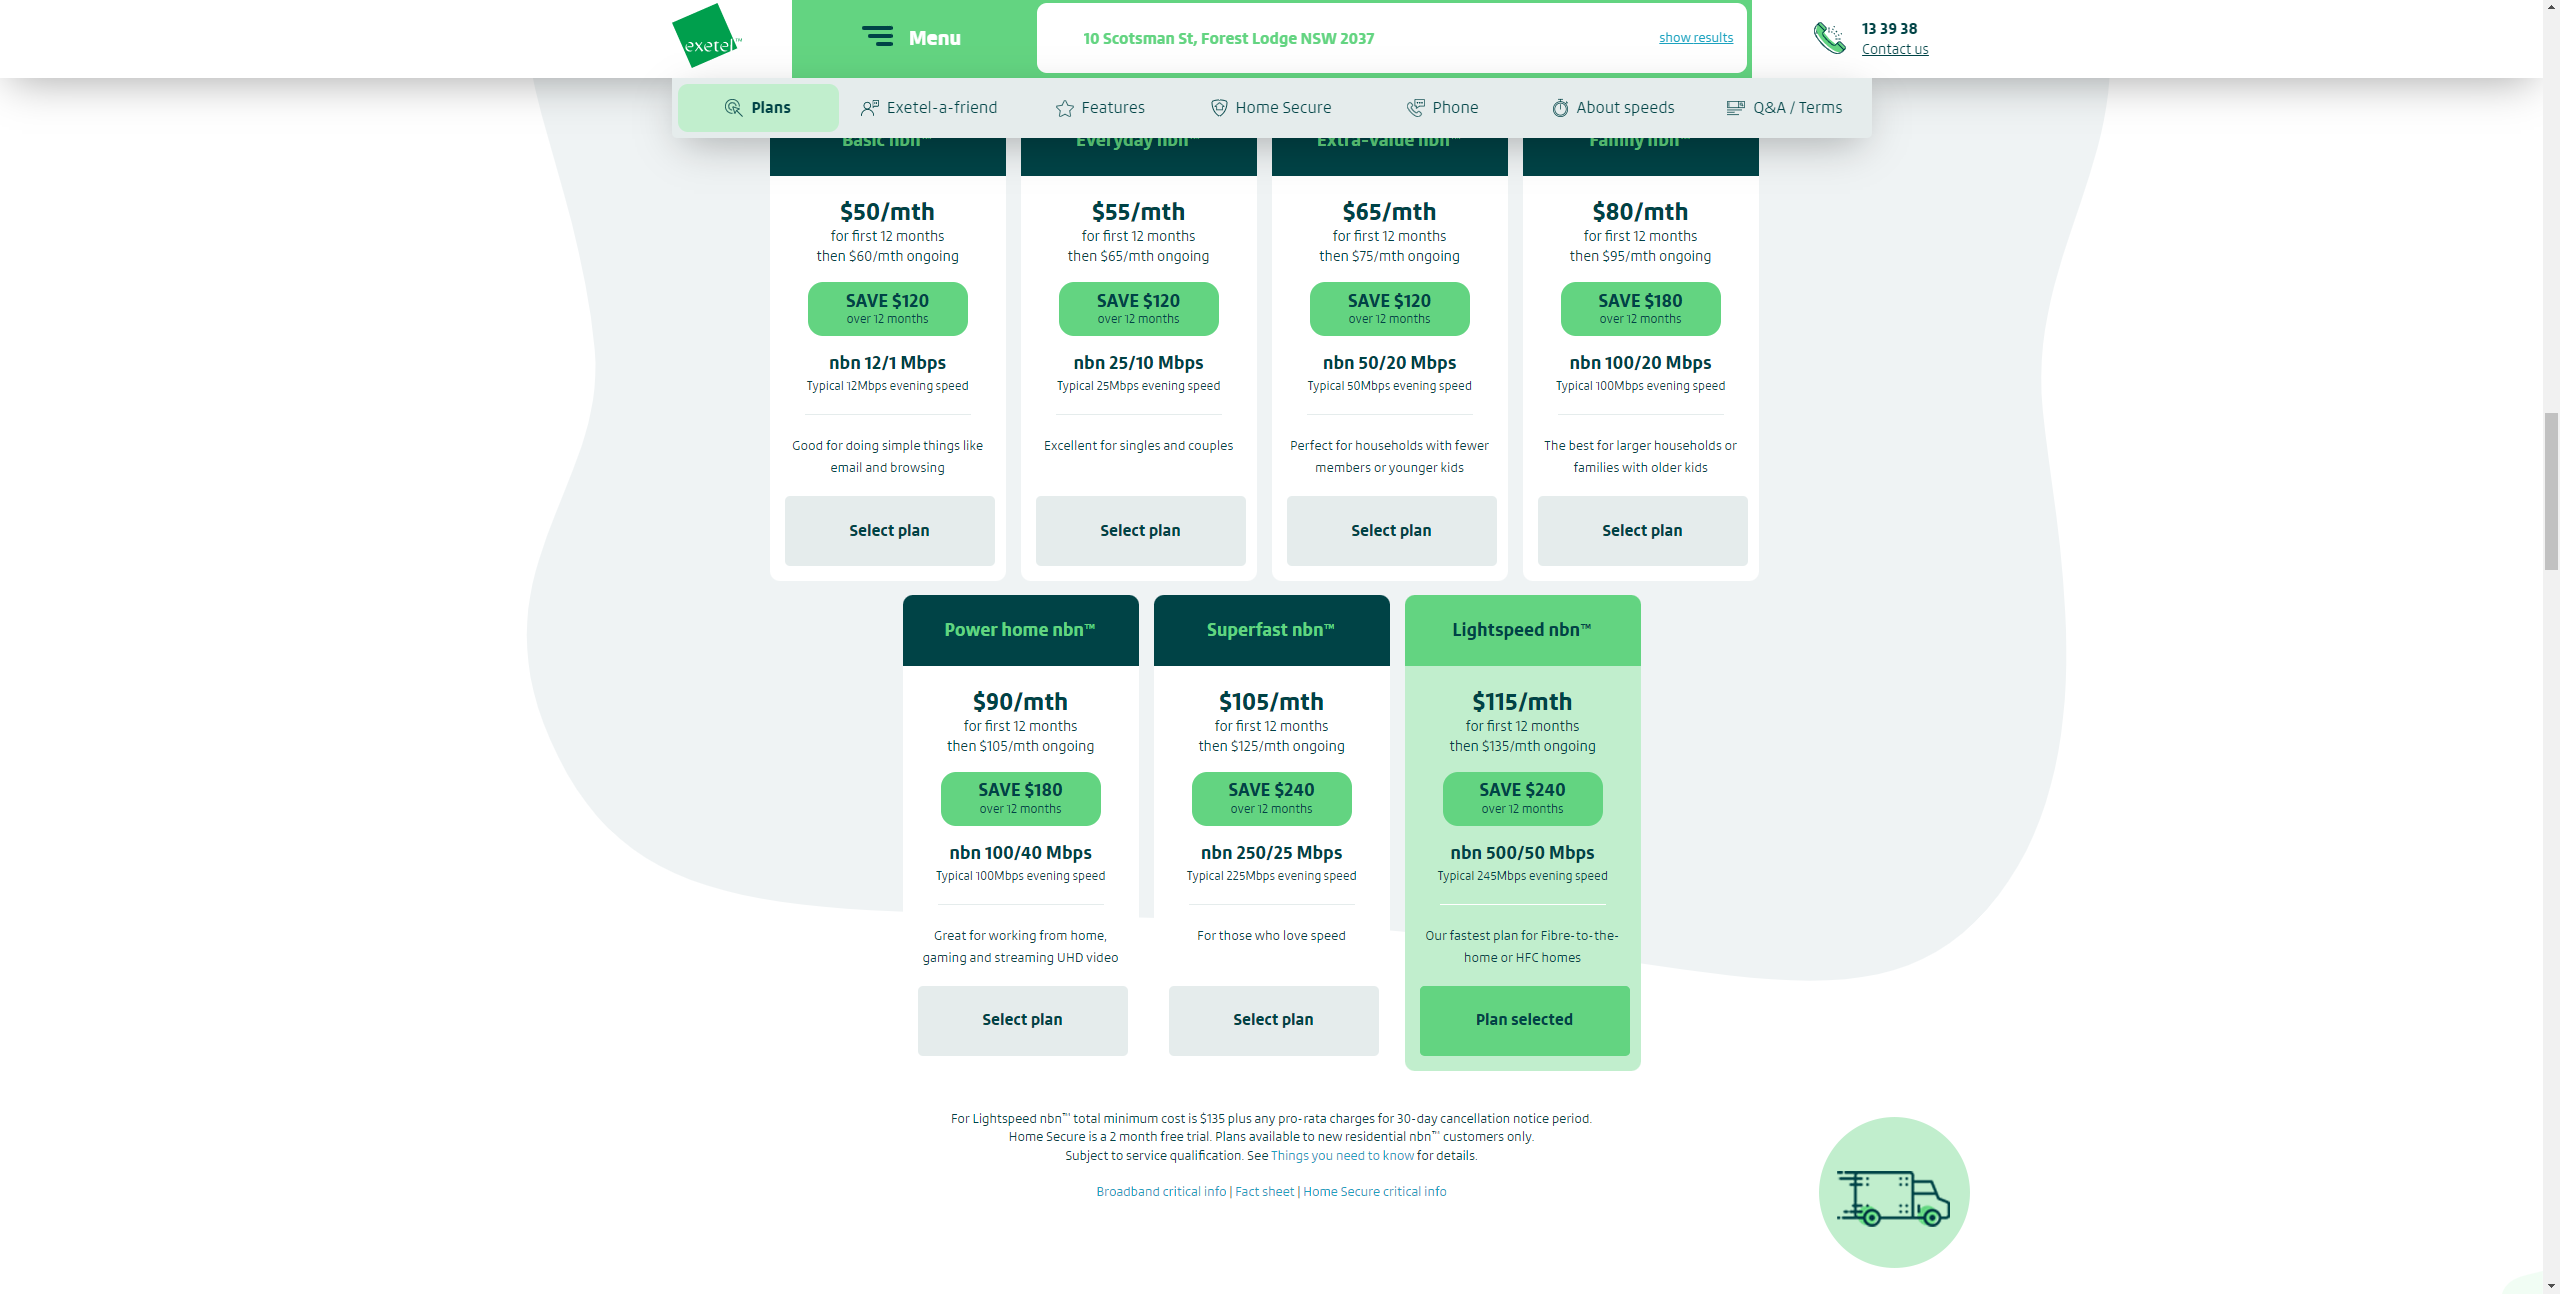 exetel™
Menu
10 Scotsman St, Forest Lodge NSW 2037
show results
13 39 38
Contact us
Plans
Exetel-a-friend
Features
Home Secure
Phone
About speeds
Q&A / Terms
Basic nbn™
$50/mth
for first 12 months
then $60/mth ongoing
SAVE $120
over 12 months
nbn 12/1 Mbps
Typical 12Mbps evening speed
Good for doing simple things like
email and browsing
Select plan
Everyday nbn™
$55/mth
for first 12 months
then $65/mth ongoing
SAVE $120
over 12 months
nbn 25/10 Mbps
Typical 25Mbps evening speed
Excellent for singles and couples
Select plan
Extra-value nbn™
$65/mth
for first 12 months
then $75/mth ongoing
SAVE $120
over 12 months
nbn 50/20 Mbps
Typical 50Mbps evening speed
Perfect for households with fewer
members or younger kids
Select plan
Family nbn™
$80/mth
for first 12 months
then $95/mth ongoing
SAVE $180
over 12 months
nbn 100/20 Mbps
Typical 100Mbps evening speed
The best for larger households or
families with older kids
Select plan
Power home nbn™
$90/mth
for first 12 months
then $105/mth ongoing
SAVE $180
over 12 months
nbn 100/40 Mbps
Typical 100Mbps evening speed
Great for working from home,
gaming and streaming UHD video
Select plan
Superfast nbn™
$105/mth
for first 12 months
then $125/mth ongoing
SAVE $240
over 12 months
nbn 250/25 Mbps
Typical 225Mbps evening speed
For those who love speed
Select plan
Lightspeed nbn™
$115/mth
for first 12 months
then $135/mth ongoing
SAVE $240
over 12 months
nbn 500/50 Mbps
Typical 245Mbps evening speed
Our fastest plan for Fibre-to-the-
home or HFC homes
Plan selected
For Lightspeed nbn™ total minimum cost is $135 plus any pro-rata charges for 30-day cancellation notice period.
Home Secure is a 2 month free trial. Plans available to new residential nbn™ customers only.
Subject to service qualification. See Things you need to know for details.
Broadband critical info | Fact sheet | Home Secure critical info